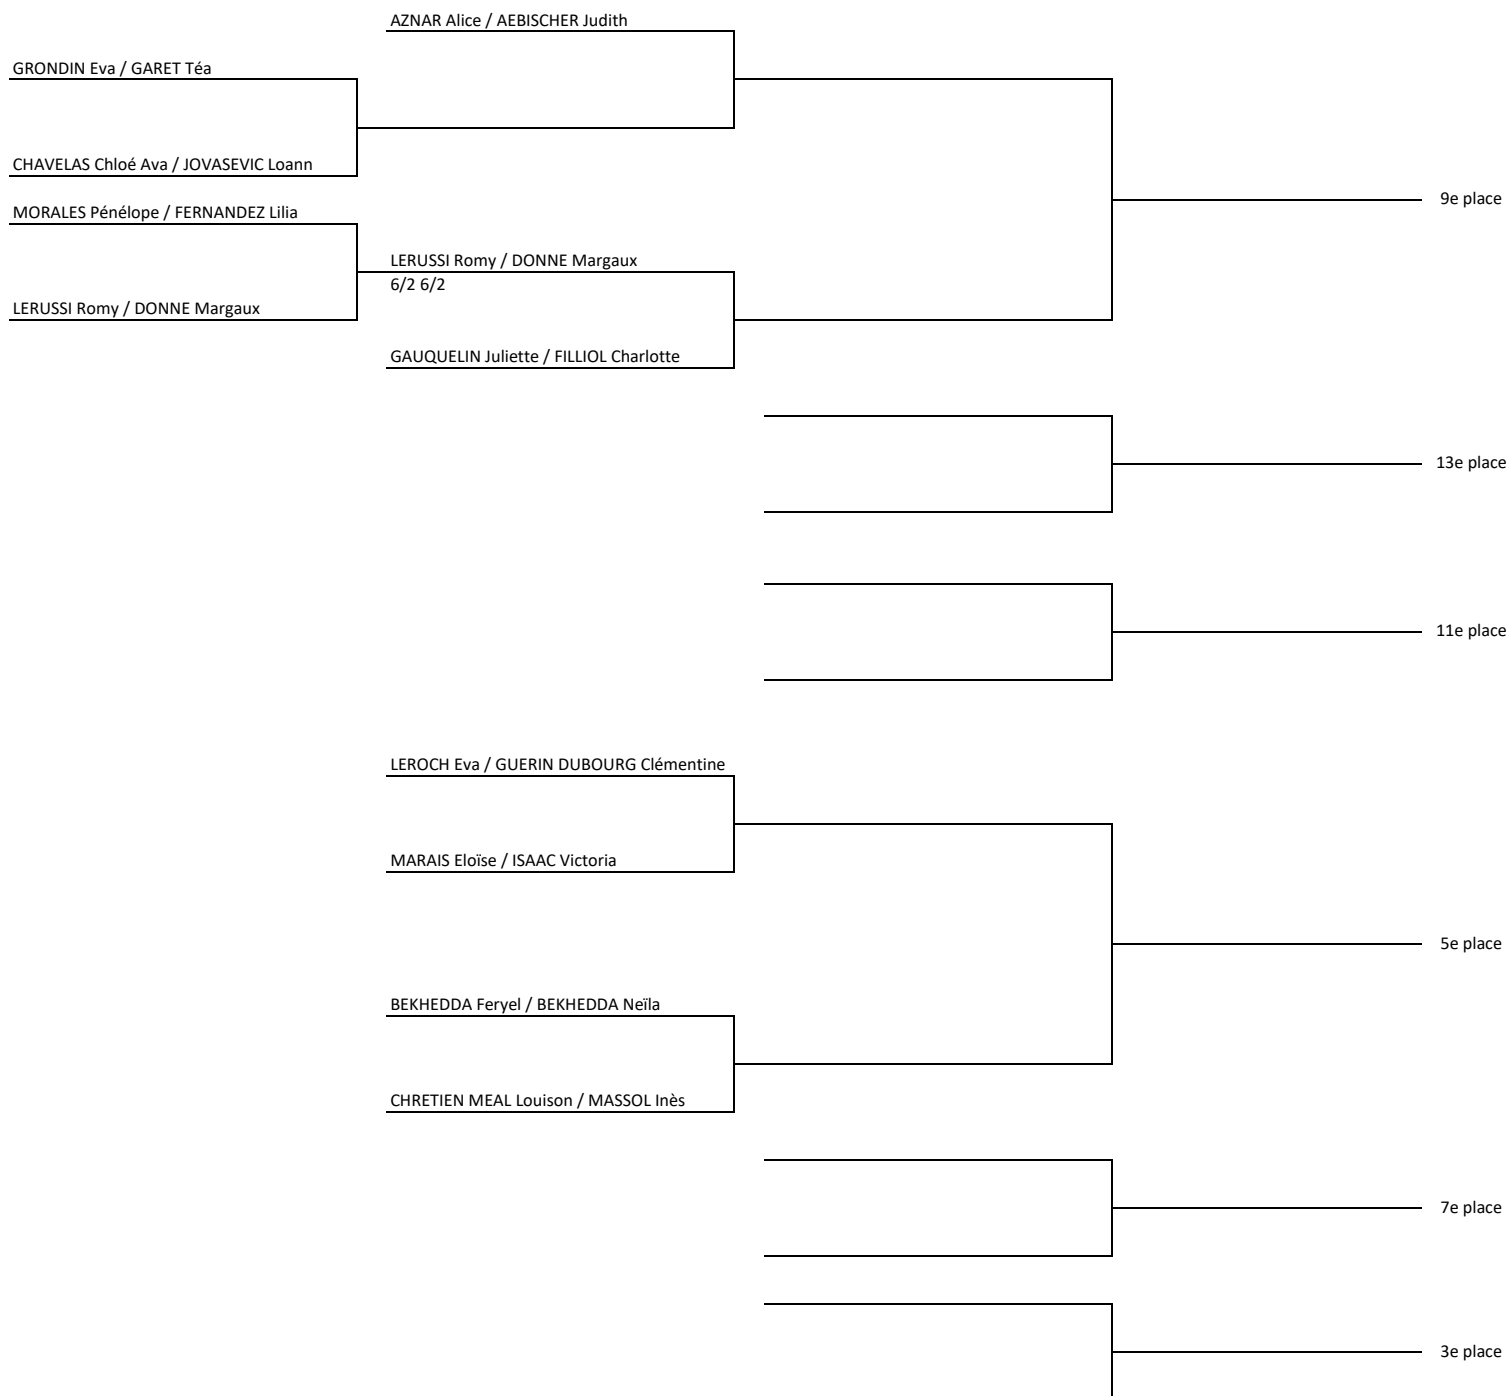 AZNAR Alice / AEBISCHER Judith
GRONDIN Eva / GARET Téa
CHAVELAS Chloé Ava / JOVASEVIC Loann
MORALES Pénélope / FERNANDEZ Lilia
9e place
LERUSSI Romy / DONNE Margaux
6/2 6/2
LERUSSI Romy / DONNE Margaux
GAUQUELIN Juliette / FILLIOL Charlotte
13e place
11e place
LEROCH Eva / GUERIN DUBOURG Clémentine
MARAIS Eloïse / ISAAC Victoria
5e place
BEKHEDDA Feryel / BEKHEDDA Neïla
CHRETIEN MEAL Louison / MASSOL Inès
7e place
3e place